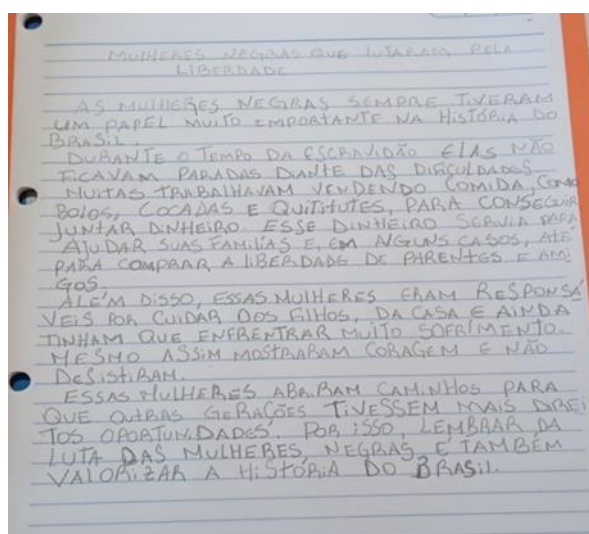 MULHERES NEGRAS QUE LUTARAM PELA
LIBERDADE
AS MULHERES NEGRAS SEMPRE TIVERAM
UM PAPEL MUITO IMPORTANTE NA HISTÓRIA DO
BRASIL.
DURANTE O TEMPO DA ESCRAVIDÃO ELAS NÃO
FICAVAM PARADAS DIANTE DAS DIFICULDADES.
MUITAS TRABALHAVAM VENDENDO COMIDA, COMO
BOLOS, COCADAS E QUITITUTES, PARA CONSEGUIR
JUNTAR DINHEIRO. ESSE DINHEIRO SERVIA PARA
AJUDAR SUAS FAMÍLIAS E, EM ALGUNS CASOS, ATÉ
PARA COMPRAR A LIBERDADE DE PARENTES E AMI
GOS.
ALÉM DISSO, ESSAS MULHERES ERAM RESPONSÁ
VEIS POR CUIDAR DOS FILHOS, DA CASA E AINDA
TINHAM QUE ENFRENTRAR MUITO SOFRIMENTO.
MESMO ASSIM MOSTRARAM CORAGEM E NÃO
DESISTIRAM.
ESSAS MULHERES ABRIRAM CAMINHOS PARA
QUE OUTRAS GERAÇÕES TIVESSEM MAIS DIREI
TOS OPORTUNIDADES. POR ISSO, LEMBRAR DA
LUTA DAS MULHERES, NEGRAS, É TAMBÉM
VALORIZAR A HISTÓRIA DO BRASIL.